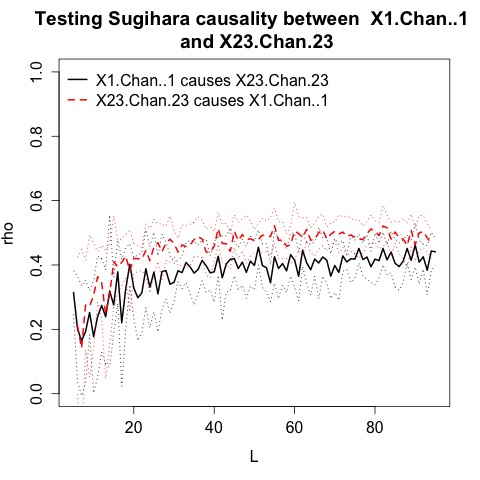 Testing Sugihara causality between  X1.Chan..1
and X23.Chan.23
X1.Chan..1 causes X23.Chan.23
X23.Chan.23 causes X1.Chan..1
1.0
0.8
0.6
0.4
0.2
0.0
rho
20 40 60 80
L